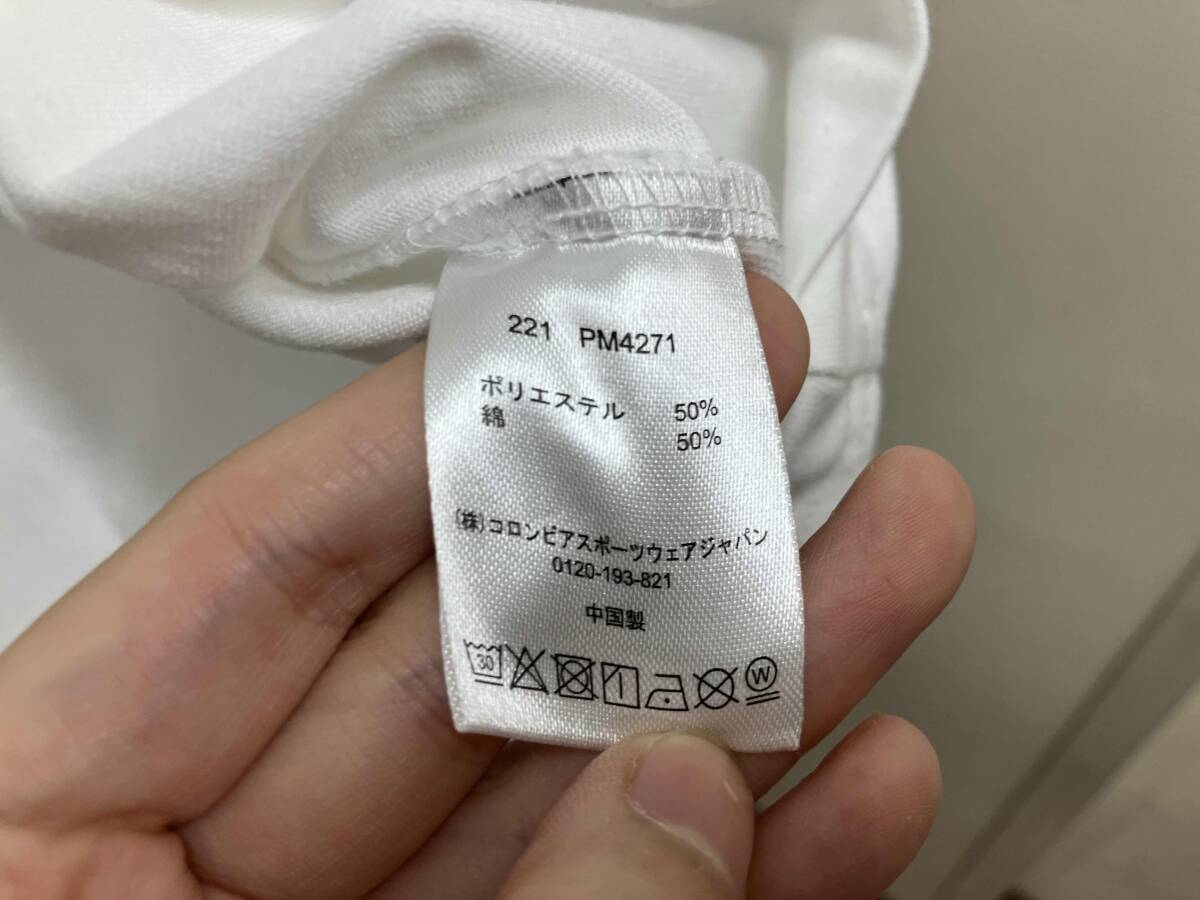 221 PM4271
ポリエステル 50%
綿 50%
(株)コロンビアスポーツウェアジャパン
0120-193-821
中国製
30 W